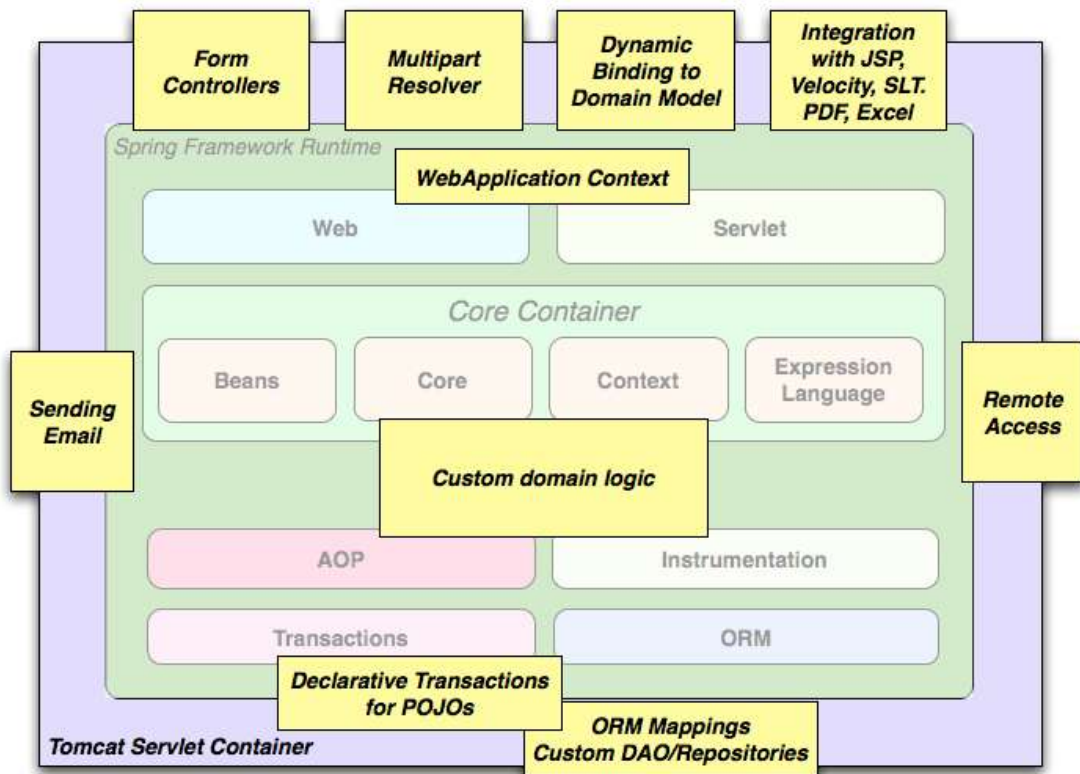 Form
Controllers
Multipart
Resolver
Dynamic
Binding to
Domain Model
Integration
with JSP,
Velocity, SLT.
PDF, Excel
Spring Framework Runtime
WebApplication Context
Web
Servlet
Core Container
Beans
Core
Context
Expression
Language
Sending
Email
Remote
Access
Custom domain logic
AOP
Instrumentation
Transactions
ORM
Declarative Transactions
for POJOs
ORM Mappings
Custom DAO/Repositories
Tomcat Servlet Container